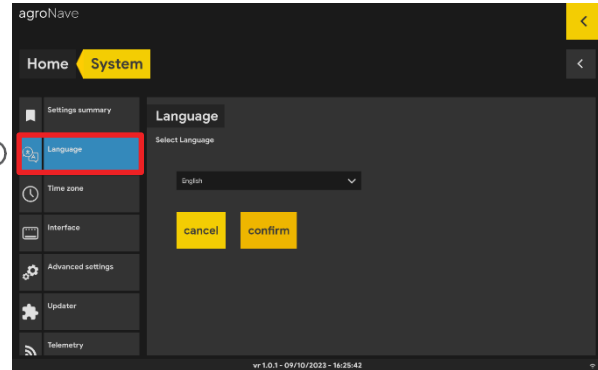 agroNave
Home System
Settings summary
Language
Time zone
Interface
Advanced settings
Updater
Telemetry
Language
Select Language
English
cancel confirm
vr 1.0.1 - 09/10/2023 - 16:25:42